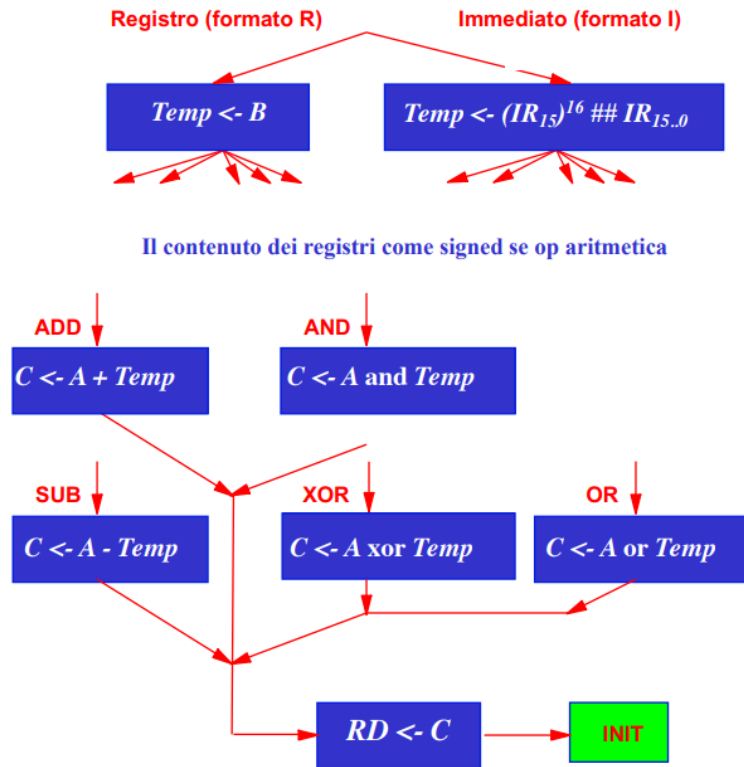 Registro (formato R) Immediato (formato I)
Temp <- B Temp <- (IR₁₅)¹⁶ ## IR₁₅..₀
Il contenuto dei registri come signed se op aritmetica
ADD AND
C <- A + Temp C <- A and Temp
SUB XOR OR
C <- A - Temp C <- A xor Temp C <- A or Temp
RD <- C INIT